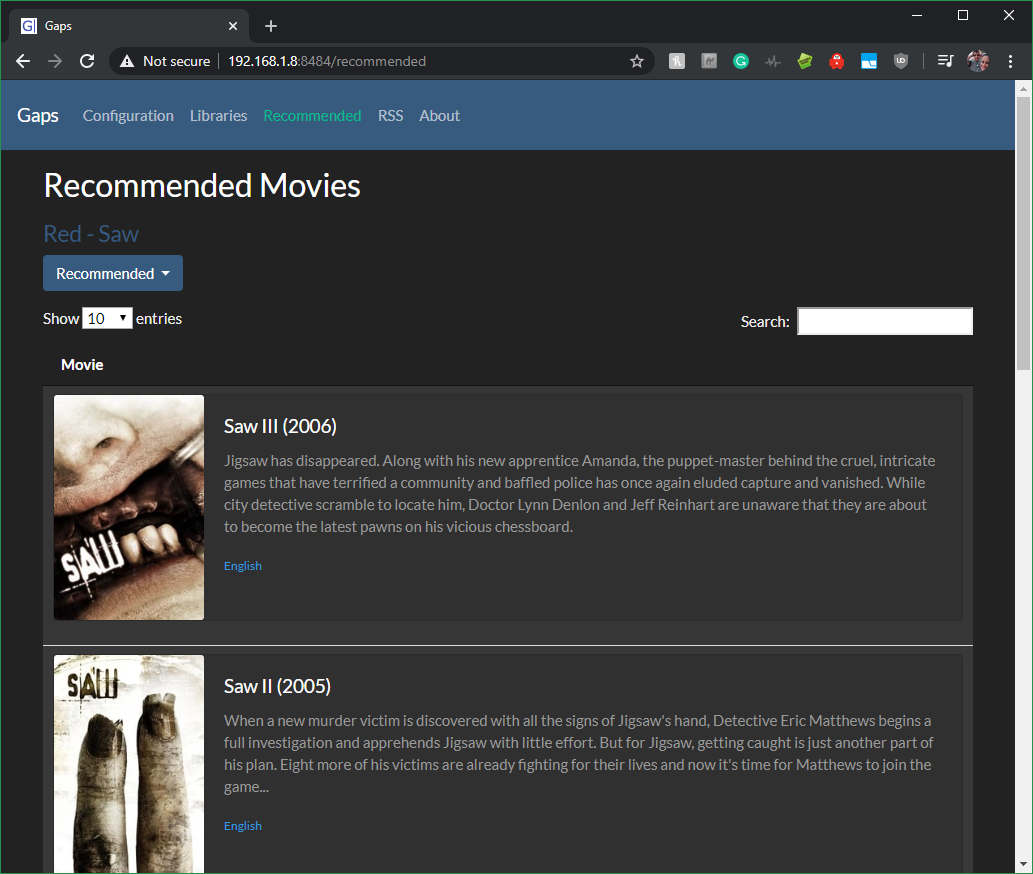 Gaps
Not secure 192.168.1.8:8484/recommended
Gaps Configuration Libraries Recommended RSS About
Recommended Movies
Red - Saw
Recommended
Show 10 entries
Search:
Movie
Saw III (2006)
Jigsaw has disappeared. Along with his new apprentice Amanda, the puppet-master behind the cruel, intricate
games that have terrified a community and baffled police has once again eluded capture and vanished. While
city detective scramble to locate him, Doctor Lynn Denlon and Jeff Reinhart are unaware that they are about
to become the latest pawns on his vicious chessboard.
SAW
English
SAW
Saw II (2005)
When a new murder victim is discovered with all the signs of Jigsaw's hand, Detective Eric Matthews begins a
full investigation and apprehends Jigsaw with little effort. But for Jigsaw, getting caught is just another part of
his plan. Eight more of his victims are already fighting for their lives and now it's time for Matthews to join the
game...
English